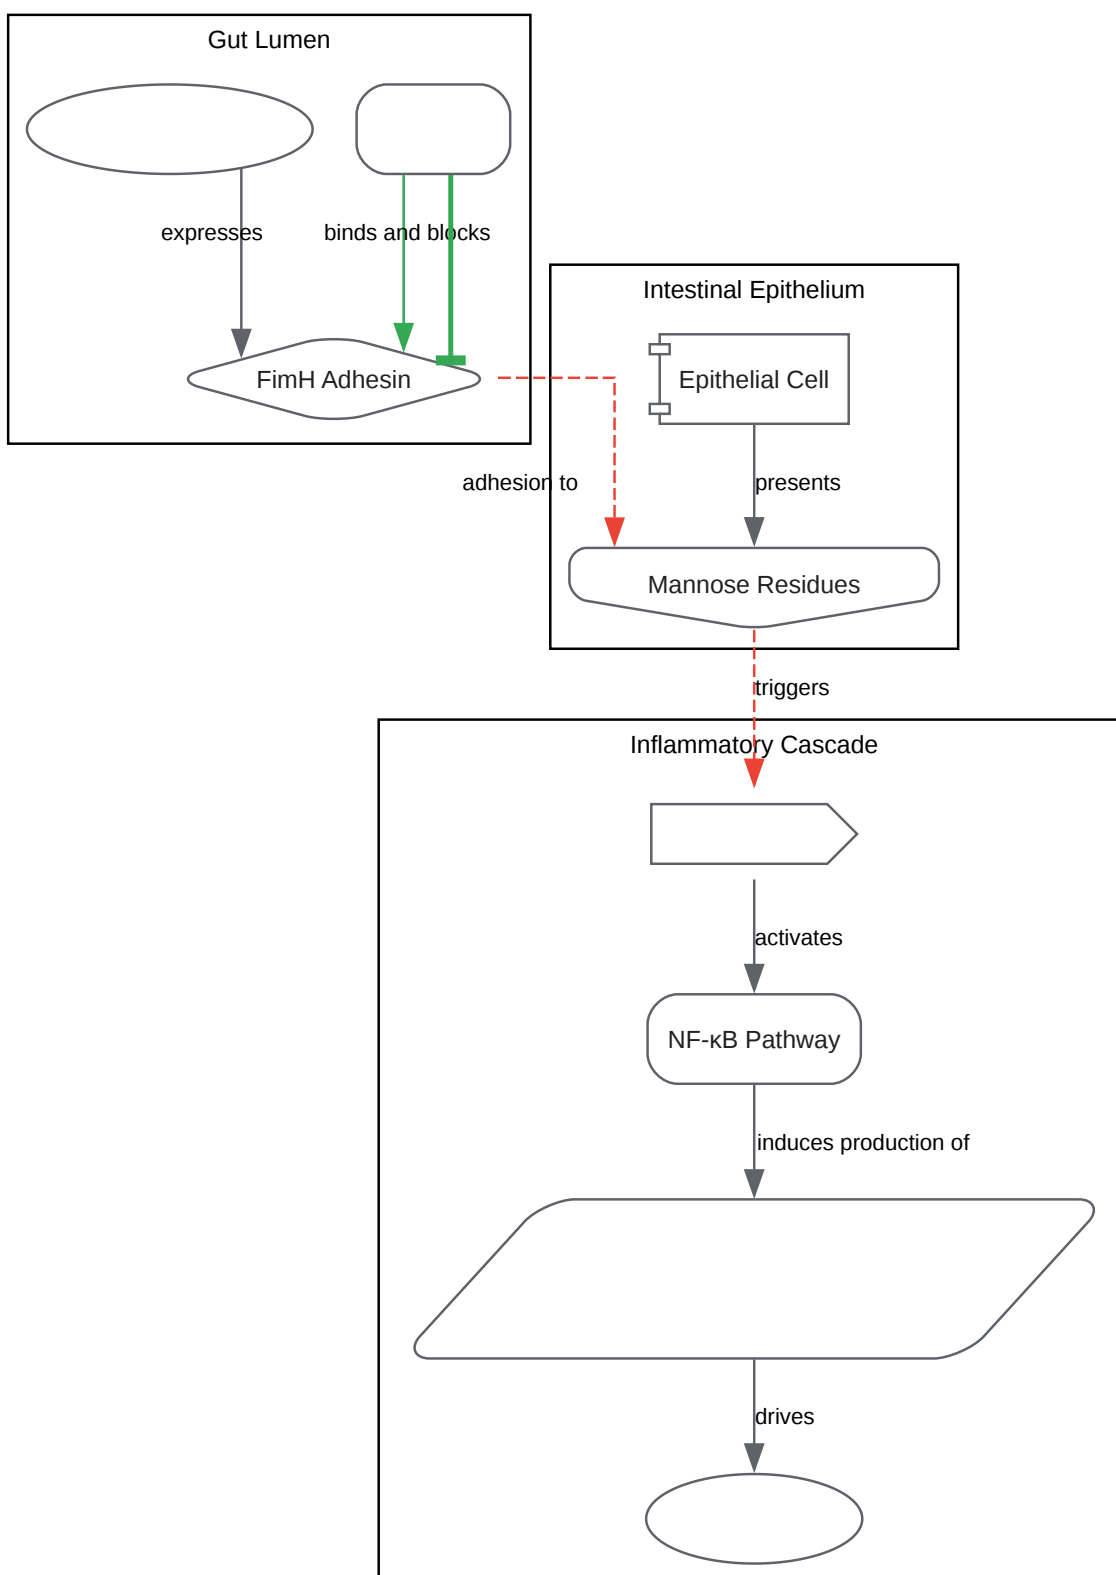 Gut Lumen
expresses
binds and blocks
FimH Adhesin
Intestinal Epithelium
Epithelial Cell
adhesion to
presents
Mannose Residues
triggers
Inflammatory Cascade
activates
NF-κB Pathway
induces production of
drives